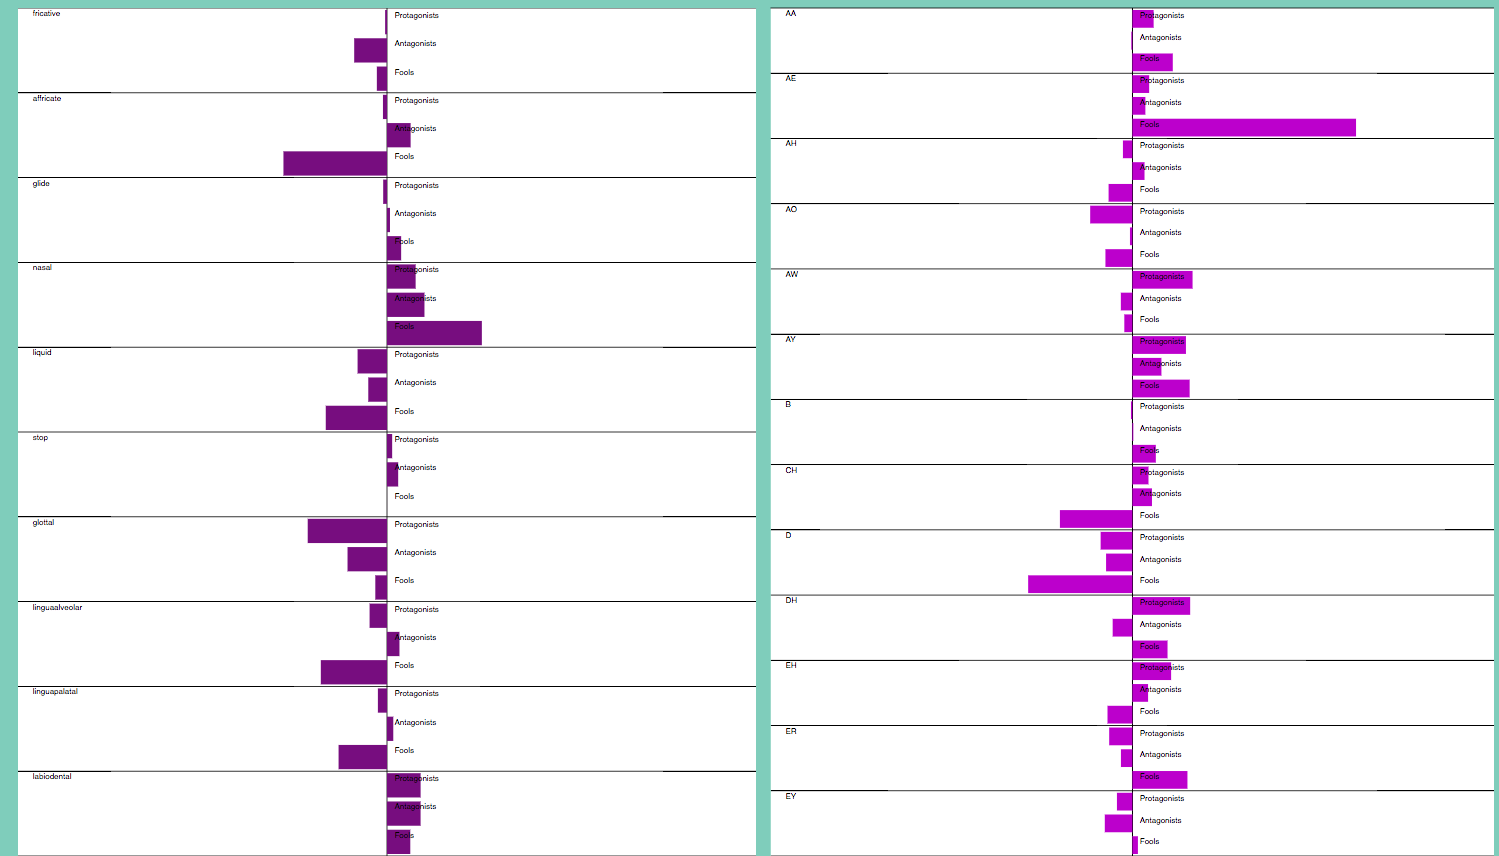 fricative
Protagonists
Antagonists
Fools
affricate
Protagonists
Antagonists
Fools
glide
Protagonists
Antagonists
Fools
nasal
Protagonists
Antagonists
Fools
liquid
Protagonists
Antagonists
Fools
stop
Protagonists
Antagonists
Fools
glottal
Protagonists
Antagonists
Fools
linguaalveolar
Protagonists
Antagonists
Fools
linguapalatal
Protagonists
Antagonists
Fools
labiodental
Protagonists
Antagonists
Fools
AA
Protagonists
Antagonists
Fools
AE
Protagonists
Antagonists
Fools
AH
Protagonists
Antagonists
Fools
AO
Protagonists
Antagonists
Fools
AW
Protagonists
Antagonists
Fools
AY
Protagonists
Antagonists
Fools
B
Protagonists
Antagonists
Fools
CH
Protagonists
Antagonists
Fools
D
Protagonists
Antagonists
Fools
DH
Protagonists
Antagonists
Fools
EH
Protagonists
Antagonists
Fools
ER
Protagonists
Antagonists
Fools
EY
Protagonists
Antagonists
Fools